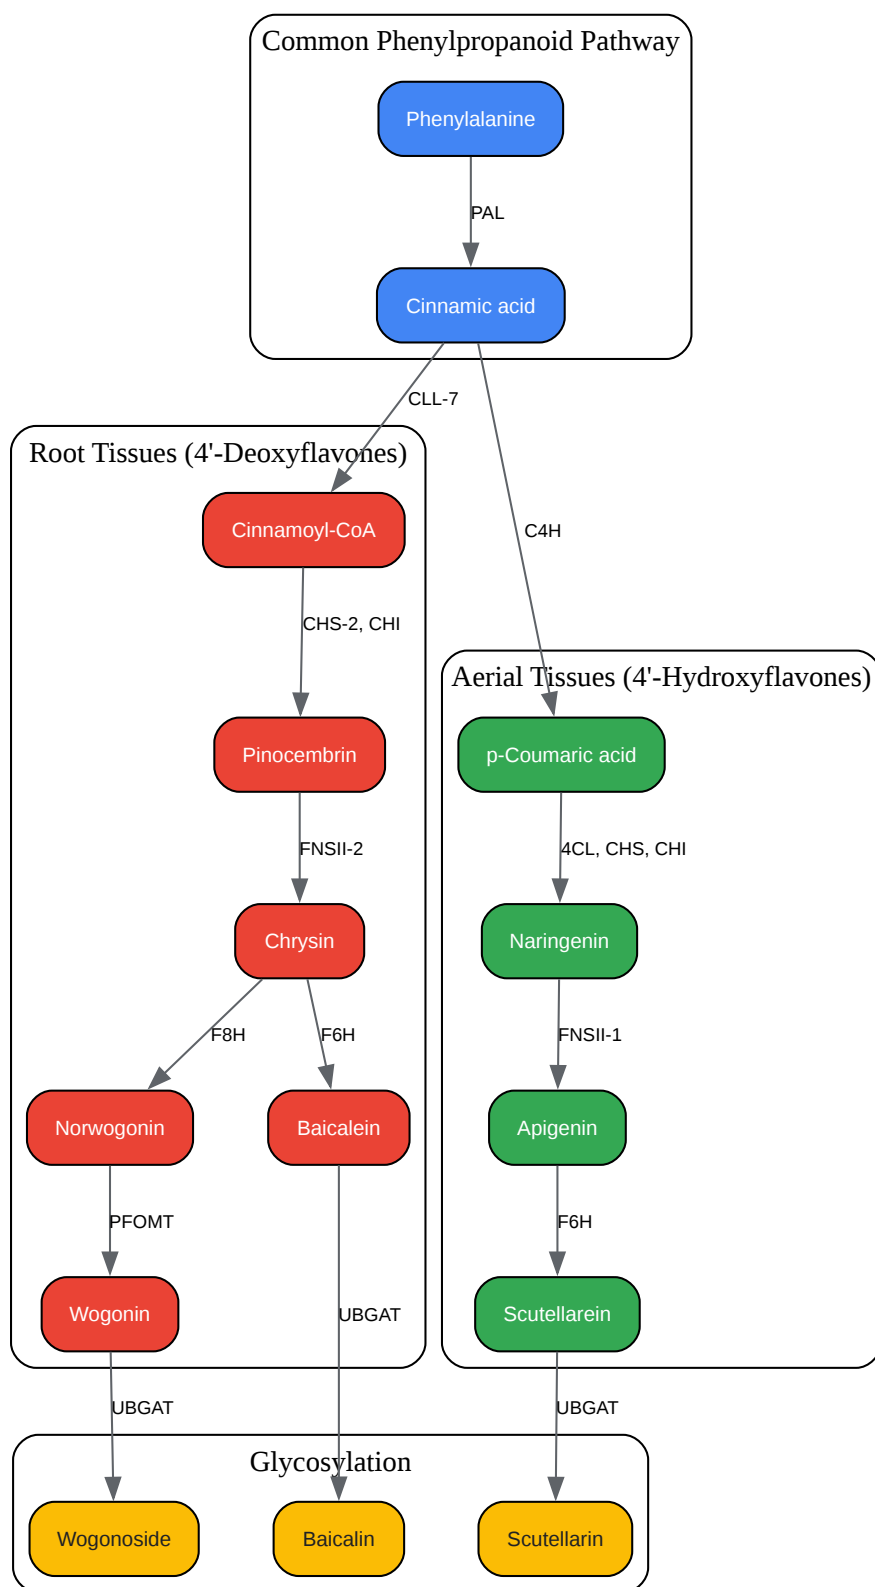 Common Phenylpropanoid Pathway
Phenylalanine
PAL
Cinnamic acid
CLL-7
Root Tissues (4'-Deoxyflavones)
Cinnamoyl-CoA
C4H
CHS-2, CHI
Aerial Tissues (4'-Hydroxyflavones)
Pinocembrin
p-Coumaric acid
FNSII-2
4CL, CHS, CHI
Chrysin
Naringenin
F8H
F6H
FNSII-1
Norwogonin
Baicalein
Apigenin
PFOMT
F6H
Wogonin
UBGAT
Scutellarein
UBGAT
UBGAT
Glycosylation
Wogonoside
Baicalin
Scutellarin